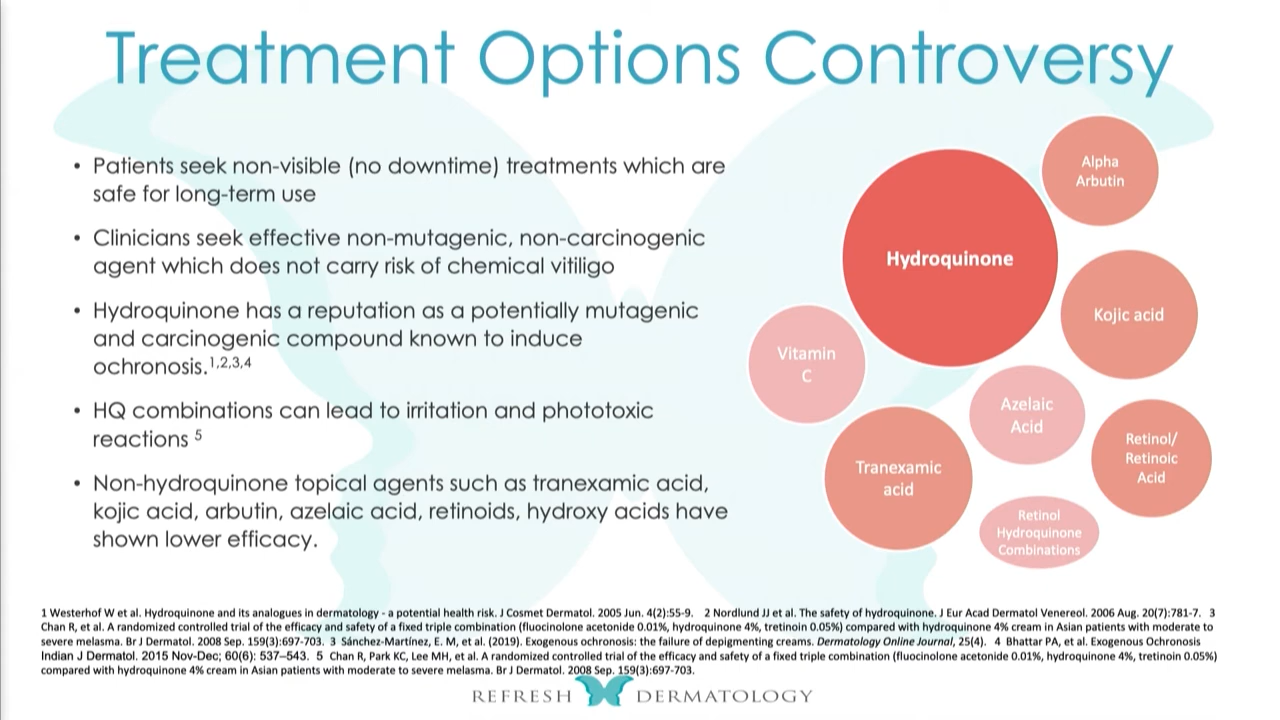 Treatment Options Controversy
• Patients seek non-visible (no downtime) treatments which are
safe for long-term use
• Clinicians seek effective non-mutagenic, non-carcinogenic
agent which does not carry risk of chemical vitiligo
• Hydroquinone has a reputation as a potentially mutagenic
and carcinogenic compound known to induce
ochronosis.1,2,3,4
• HQ combinations can lead to irritation and phototoxic
reactions 5
• Non-hydroquinone topical agents such as tranexamic acid,
kojic acid, arbutin, azelaic acid, retinoids, hydroxy acids have
shown lower efficacy.
Alpha
Arbutin
Hydroquinone
Kojic acid
Vitamin
C
Azelaic
Acid
Retinol/
Retinoic
Acid
Tranexamic
acid
Retinol
Hydroquinone
Combinations
1 Westerhof W et al. Hydroquinone and its analogues in dermatology - a potential health risk. J Cosmet Dermatol. 2005 Jun. 4(2):55-9. 2 Nordlund JJ et al. The safety of hydroquinone. J Eur Acad Dermatol Venereol. 2006 Aug. 20(7):781-7. 3
Chan R, et al. A randomized controlled trial of the efficacy and safety of a fixed triple combination (fluocinolone acetonide 0.01%, hydroquinone 4%, tretinoin 0.05%) compared with hydroquinone 4% cream in Asian patients with moderate to
severe melasma. Br J Dermatol. 2008 Sep. 159(3):697-703. 3 Sánchez-Martínez, E. M, et al. (2019). Exogenous ochronosis: the failure of depigmenting creams. Dermatology Online Journal, 25(4). 4 Bhattar PA, et al. Exogenous Ochronosis
Indian J Dermatol. 2015 Nov-Dec; 60(6): 537–543. 5 Chan R, Park KC, Lee MH, et al. A randomized controlled trial of the efficacy and safety of a fixed triple combination (fluocinolone acetonide 0.01%, hydroquinone 4%, tretinoin 0.05%)
compared with hydroquinone 4% cream in Asian patients with moderate to severe melasma. Br J Dermatol. 2008 Sep. 159(3):697-703.
REFRESH DERMATOLOGY